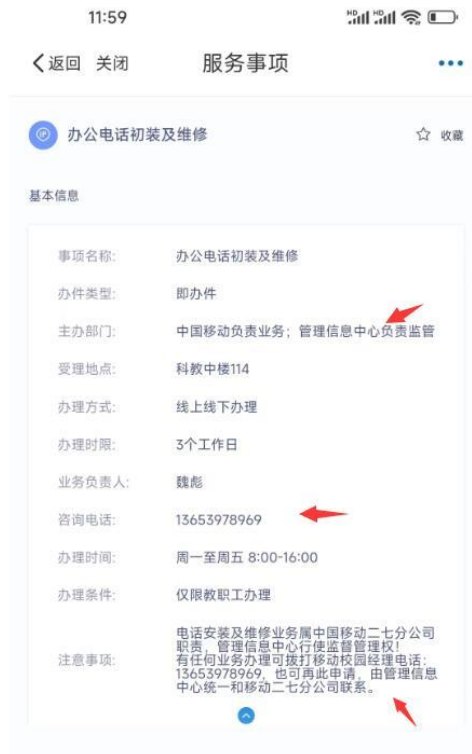 11:59
返回 关闭 服务事项
办公电话初装及维修 收藏
基本信息
事项名称: 办公电话初装及维修
办件类型: 即办件
主办部门: 中国移动负责业务；管理信息中心负责监管
受理地点: 科教中楼114
办理方式: 线上线下办理
办理时限: 3个工作日
业务负责人: 魏彪
咨询电话: 13653978969
办理时间: 周一至周五 8:00-16:00
办理条件: 仅限教职工办理
电话安装及维修业务属中国移动二七分公司
职责，管理信息中心行使监督管理权！
注意事项: 有任何业务办理可拨打移动校园经理电话：
13653978969，也可再此申请，由管理信息
中心统一和移动二七分公司联系。